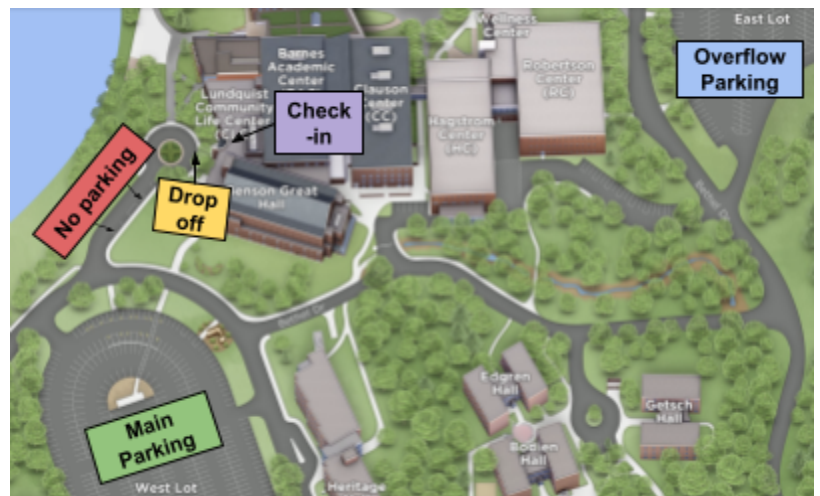 Wellness
Center
East Lot
Overflow
Parking
Barnes
Academic
Center
Clauson
Center
(CC)
Robertson
Center
(RC)
Lundquist
Community
Life Center
Check
-in
Hagstrom
Center
(HC)
No parking
Drop
off
Great
Hall
Bethel Dr
Bethel Dr
Main
Parking
West Lot
Edgren
Hall
Getsch
Hall
Bodien
Hall
Heritage